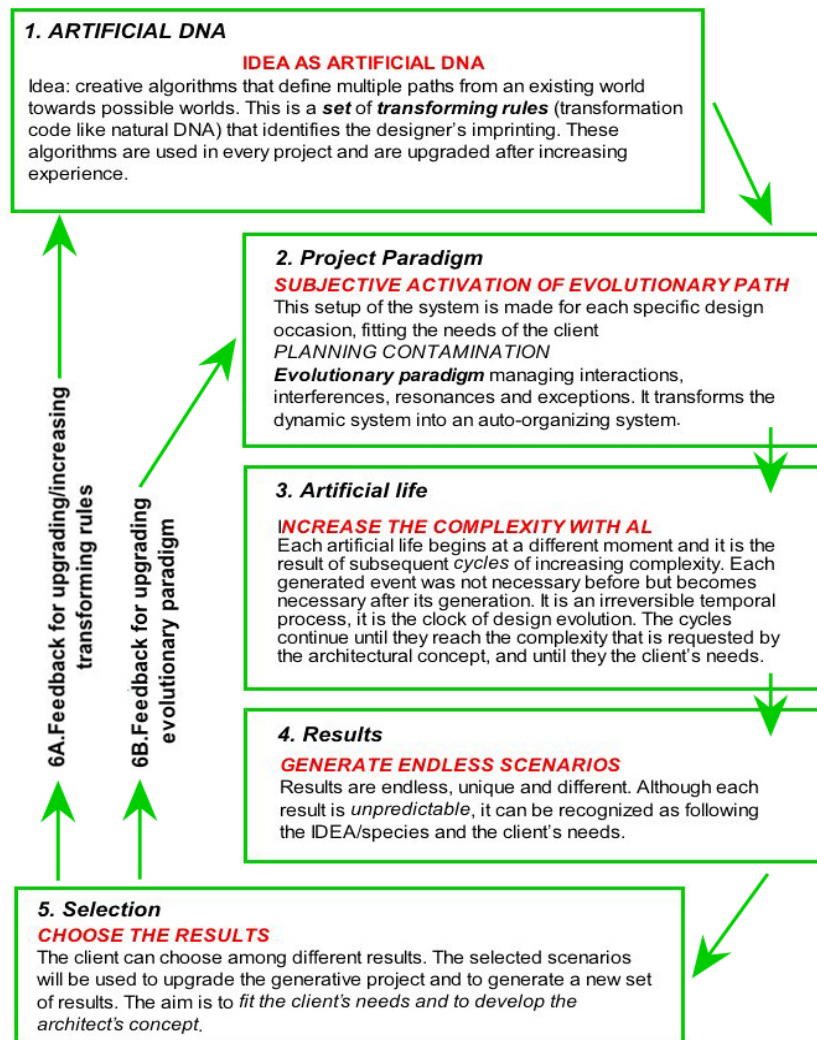 1. ARTIFICIAL DNA
IDEA AS ARTIFICIAL DNA
Idea: creative algorithms that define multiple paths from an existing world
towards possible worlds. This is a set of transforming rules (transformation
code like natural DNA) that identifies the designer's imprinting. These
algorithms are used in every project and are upgraded after increasing
experience.
2. Project Paradigm
SUBJECTIVE ACTIVATION OF EVOLUTIONARY PATH
This setup of the system is made for each specific design
occasion, fitting the needs of the client
PLANNING CONTAMINATION
Evolutionary paradigm managing interactions,
interferences, resonances and exceptions. It transforms the
dynamic system into an auto-organizing system.
3. Artificial life
INCREASE THE COMPLEXITY WITH AL
Each artificial life begins at a different moment and it is the
result of subsequent cycles of increasing complexity. Each
generated event was not necessary before but becomes
necessary after its generation. It is an irreversible temporal
process, it is the clock of design evolution. The cycles
continue until they reach the complexity that is requested by
the architectural concept, and until they the client's needs.
4. Results
GENERATE ENDLESS SCENARIOS
Results are endless, unique and different. Although each
result is unpredictable, it can be recognized as following
the IDEA/species and the client's needs.
5. Selection
CHOOSE THE RESULTS
The client can choose among different results. The selected scenarios
will be used to upgrade the generative project and to generate a new set
of results. The aim is to fit the client's needs and to develop the
architect's concept.
6A.Feedback for upgrading/increasing
transforming rules
6B.Feedback for upgrading
evolutionary paradigm